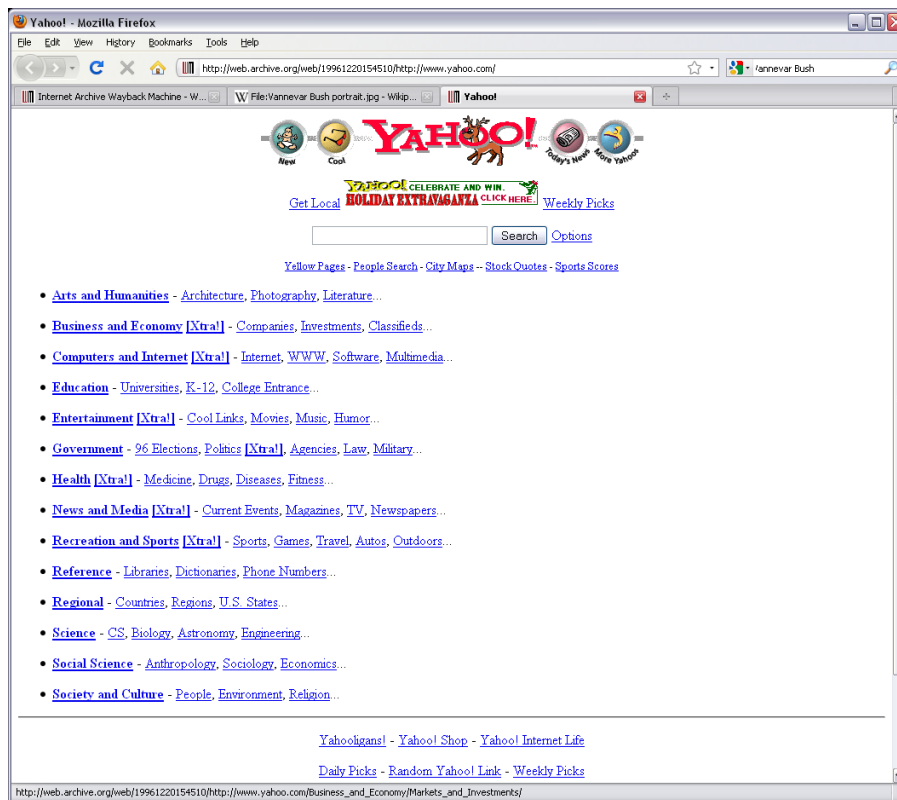 Yahoo! - Mozilla Firefox
File Edit View History Bookmarks Tools Help
http://web.archive.org/web/19961220154510/http://www.yahoo.com/
Vannevar Bush
Internet Archive Wayback Machine - W... W File:Vannevar Bush portrait.jpg - Wikip... Yahoo!
New Cool YAHOO! Today's News More Yahoos
YAHOO! CELEBRATE AND WIN.
Get Local HOLIDAY EXTRAVAGANZA CLICK HERE. Weekly Picks
Search Options
Yellow Pages - People Search - City Maps -- Stock Quotes - Sports Scores
• Arts and Humanities - Architecture, Photography, Literature...
• Business and Economy [Xtra!] - Companies, Investments, Classifieds...
• Computers and Internet [Xtra!] - Internet, WWW, Software, Multimedia...
• Education - Universities, K-12, College Entrance...
• Entertainment [Xtra!] - Cool Links, Movies, Music, Humor...
• Government - 96 Elections, Politics [Xtra!], Agencies, Law, Military...
• Health [Xtra!] - Medicine, Drugs, Diseases, Fitness...
• News and Media [Xtra!] - Current Events, Magazines, TV, Newspapers...
• Recreation and Sports [Xtra!] - Sports, Games, Travel, Autos, Outdoors...
• Reference - Libraries, Dictionaries, Phone Numbers...
• Regional - Countries, Regions, U.S. States...
• Science - CS, Biology, Astronomy, Engineering...
• Social Science - Anthropology, Sociology, Economics...
• Society and Culture - People, Environment, Religion...
Yahooligans! - Yahoo! Shop - Yahoo! Internet Life
Daily Picks - Random Yahoo! Link - Weekly Picks
http://web.archive.org/web/19961220154510/http://www.yahoo.com/Business_and_Economy/Markets_and_Investments/